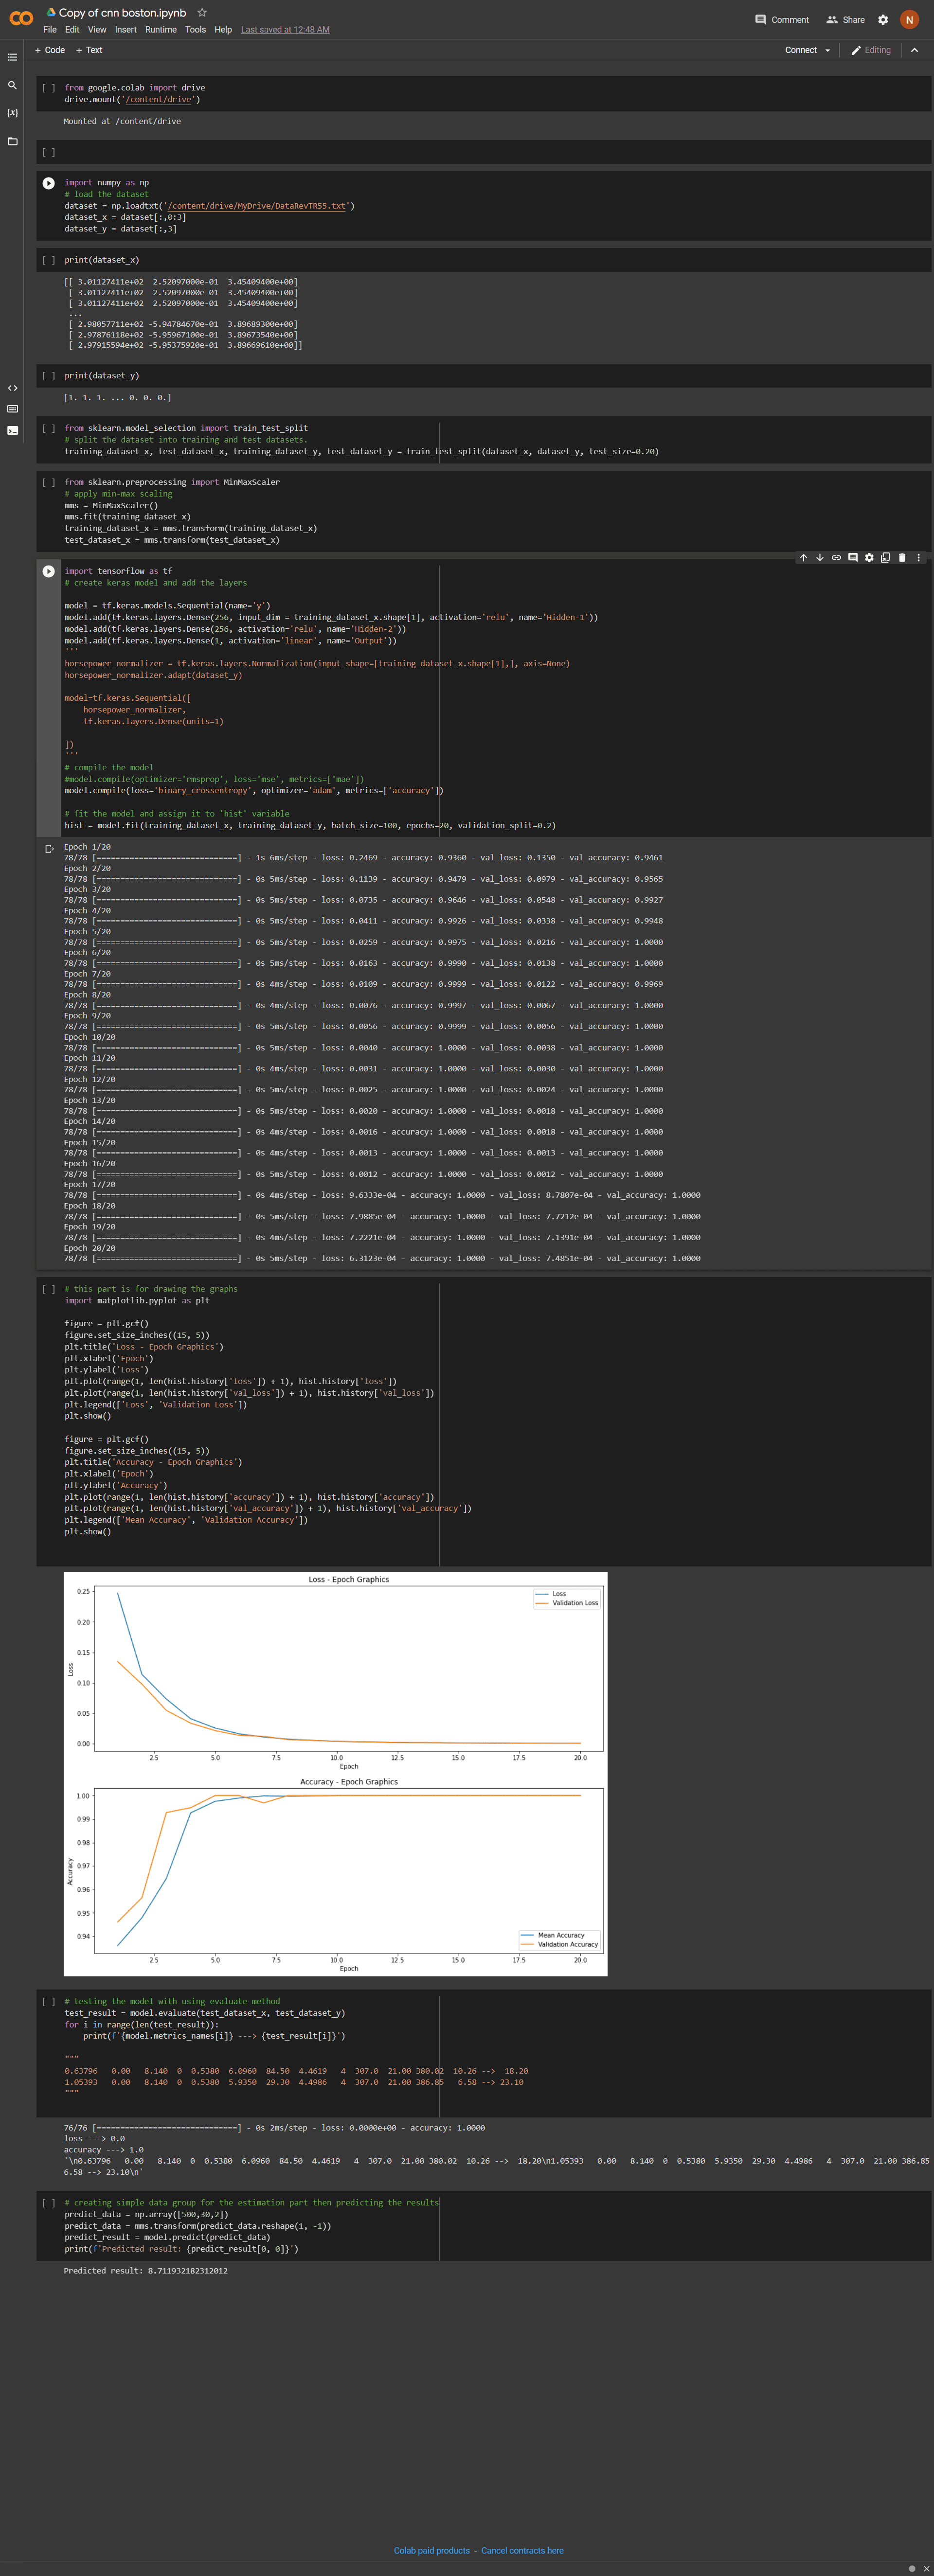 Copy of cnn boston.ipynb
File Edit View Insert Runtime Tools Help Last saved at 12:48 AM
Comment Share N
+ Code + Text
Connect Editing
[ ] from google.colab import drive
drive.mount('/content/drive')
Mounted at /content/drive
[ ]
import numpy as np
# load the dataset
dataset = np.loadtxt('/content/drive/MyDrive/DataRevTR55.txt')
dataset_x = dataset[:,0:3]
dataset_y = dataset[:,3]
[ ] print(dataset_x)
[[ 3.01127411e+02 2.52097000e-01 3.45409400e+00]
[ 3.01127411e+02 2.52097000e-01 3.45409400e+00]
[ 3.01127411e+02 2.52097000e-01 3.45409400e+00]
...
[ 2.98057711e+02 -5.94784670e-01 3.89689300e+00]
[ 2.97876118e+02 -5.95967100e-01 3.89673540e+00]
[ 2.97915594e+02 -5.95375920e-01 3.89669610e+00]]
[ ] print(dataset_y)
[1. 1. 1. ... 0. 0. 0.]
[ ] from sklearn.model_selection import train_test_split
# split the dataset into training and test datasets.
training_dataset_x, test_dataset_x, training_dataset_y, test_dataset_y = train_test_split(dataset_x, dataset_y, test_size=0.20)
[ ] from sklearn.preprocessing import MinMaxScaler
# apply min-max scaling
mms = MinMaxScaler()
mms.fit(training_dataset_x)
training_dataset_x = mms.transform(training_dataset_x)
test_dataset_x = mms.transform(test_dataset_x)
import tensorflow as tf
# create keras model and add the layers
model = tf.keras.models.Sequential(name='y')
model.add(tf.keras.layers.Dense(256, input_dim = training_dataset_x.shape[1], activation='relu', name='Hidden-1'))
model.add(tf.keras.layers.Dense(256, activation='relu', name='Hidden-2'))
model.add(tf.keras.layers.Dense(1, activation='linear', name='Output'))
'''
horsepower_normalizer = tf.keras.layers.Normalization(input_shape=[training_dataset_x.shape[1],], axis=None)
horsepower_normalizer.adapt(dataset_y)
model=tf.keras.Sequential([
horsepower_normalizer,
tf.keras.layers.Dense(units=1)
])
'''
# compile the model
#model.compile(optimizer='rmsprop', loss='mse', metrics=['mae'])
model.compile(loss='binary_crossentropy', optimizer='adam', metrics=['accuracy'])
# fit the model and assign it to 'hist' variable
hist = model.fit(training_dataset_x, training_dataset_y, batch_size=100, epochs=20, validation_split=0.2)
Epoch 1/20
78/78 [==============================] - 1s 6ms/step - loss: 0.2469 - accuracy: 0.9360 - val_loss: 0.1350 - val_accuracy: 0.9461
Epoch 2/20
78/78 [==============================] - 0s 5ms/step - loss: 0.1139 - accuracy: 0.9479 - val_loss: 0.0979 - val_accuracy: 0.9565
Epoch 3/20
78/78 [==============================] - 0s 5ms/step - loss: 0.0735 - accuracy: 0.9646 - val_loss: 0.0548 - val_accuracy: 0.9927
Epoch 4/20
78/78 [==============================] - 0s 5ms/step - loss: 0.0411 - accuracy: 0.9926 - val_loss: 0.0338 - val_accuracy: 0.9948
Epoch 5/20
78/78 [==============================] - 0s 5ms/step - loss: 0.0259 - accuracy: 0.9975 - val_loss: 0.0216 - val_accuracy: 1.0000
Epoch 6/20
78/78 [==============================] - 0s 5ms/step - loss: 0.0163 - accuracy: 0.9990 - val_loss: 0.0138 - val_accuracy: 1.0000
Epoch 7/20
78/78 [==============================] - 0s 4ms/step - loss: 0.0109 - accuracy: 0.9999 - val_loss: 0.0122 - val_accuracy: 0.9969
Epoch 8/20
78/78 [==============================] - 0s 4ms/step - loss: 0.0076 - accuracy: 0.9997 - val_loss: 0.0067 - val_accuracy: 1.0000
Epoch 9/20
78/78 [==============================] - 0s 5ms/step - loss: 0.0056 - accuracy: 0.9999 - val_loss: 0.0056 - val_accuracy: 1.0000
Epoch 10/20
78/78 [==============================] - 0s 5ms/step - loss: 0.0040 - accuracy: 1.0000 - val_loss: 0.0038 - val_accuracy: 1.0000
Epoch 11/20
78/78 [==============================] - 0s 4ms/step - loss: 0.0031 - accuracy: 1.0000 - val_loss: 0.0030 - val_accuracy: 1.0000
Epoch 12/20
78/78 [==============================] - 0s 5ms/step - loss: 0.0025 - accuracy: 1.0000 - val_loss: 0.0024 - val_accuracy: 1.0000
Epoch 13/20
78/78 [==============================] - 0s 5ms/step - loss: 0.0020 - accuracy: 1.0000 - val_loss: 0.0018 - val_accuracy: 1.0000
Epoch 14/20
78/78 [==============================] - 0s 4ms/step - loss: 0.0016 - accuracy: 1.0000 - val_loss: 0.0018 - val_accuracy: 1.0000
Epoch 15/20
78/78 [==============================] - 0s 4ms/step - loss: 0.0013 - accuracy: 1.0000 - val_loss: 0.0013 - val_accuracy: 1.0000
Epoch 16/20
78/78 [==============================] - 0s 5ms/step - loss: 0.0012 - accuracy: 1.0000 - val_loss: 0.0012 - val_accuracy: 1.0000
Epoch 17/20
78/78 [==============================] - 0s 4ms/step - loss: 9.6333e-04 - accuracy: 1.0000 - val_loss: 8.7807e-04 - val_accuracy: 1.0000
Epoch 18/20
78/78 [==============================] - 0s 5ms/step - loss: 7.9885e-04 - accuracy: 1.0000 - val_loss: 7.7212e-04 - val_accuracy: 1.0000
Epoch 19/20
78/78 [==============================] - 0s 4ms/step - loss: 7.2221e-04 - accuracy: 1.0000 - val_loss: 7.1391e-04 - val_accuracy: 1.0000
Epoch 20/20
78/78 [==============================] - 0s 5ms/step - loss: 6.3123e-04 - accuracy: 1.0000 - val_loss: 7.4851e-04 - val_accuracy: 1.0000
[ ] # this part is for drawing the graphs
import matplotlib.pyplot as plt
figure = plt.gcf()
figure.set_size_inches((15, 5))
plt.title('Loss - Epoch Graphics')
plt.xlabel('Epoch')
plt.ylabel('Loss')
plt.plot(range(1, len(hist.history['loss']) + 1), hist.history['loss'])
plt.plot(range(1, len(hist.history['val_loss']) + 1), hist.history['val_loss'])
plt.legend(['Loss', 'Validation Loss'])
plt.show()
figure = plt.gcf()
figure.set_size_inches((15, 5))
plt.title('Accuracy - Epoch Graphics')
plt.xlabel('Epoch')
plt.ylabel('Accuracy')
plt.plot(range(1, len(hist.history['accuracy']) + 1), hist.history['accuracy'])
plt.plot(range(1, len(hist.history['val_accuracy']) + 1), hist.history['val_accuracy'])
plt.legend(['Mean Accuracy', 'Validation Accuracy'])
plt.show()
Loss - Epoch Graphics
Loss
Validation Loss
0.25
0.20
0.15
0.10
0.05
0.00
Loss
2.5 5.0 7.5 10.0 12.5 15.0 17.5 20.0
Epoch
Accuracy - Epoch Graphics
1.00
0.99
0.98
0.97
0.96
0.95
0.94
Accuracy
Mean Accuracy
Validation Accuracy
2.5 5.0 7.5 10.0 12.5 15.0 17.5 20.0
Epoch
[ ] # testing the model with using evaluate method
test_result = model.evaluate(test_dataset_x, test_dataset_y)
for i in range(len(test_result)):
print(f'{model.metrics_names[i]} ---> {test_result[i]}')
"""
0.63796 0.00 8.140 0 0.5380 6.0960 84.50 4.4619 4 307.0 21.00 380.02 10.26 --> 18.20
1.05393 0.00 8.140 0 0.5380 5.9350 29.30 4.4986 4 307.0 21.00 386.85 6.58 --> 23.10
"""
76/76 [==============================] - 0s 2ms/step - loss: 0.0000e+00 - accuracy: 1.0000
loss ---> 0.0
accuracy ---> 1.0
'\n0.63796 0.00 8.140 0 0.5380 6.0960 84.50 4.4619 4 307.0 21.00 380.02 10.26 --> 18.20\n1.05393 0.00 8.140 0 0.5380 5.9350 29.30 4.4986 4 307.0 21.00 386.85
6.58 --> 23.10\n'
[ ] # creating simple data group for the estimation part then predicting the results
predict_data = np.array([500,30,2])
predict_data = mms.transform(predict_data.reshape(1, -1))
predict_result = model.predict(predict_data)
print(f'Predicted result: {predict_result[0, 0]}')
Predicted result: 8.711932182312012
Colab paid products - Cancel contracts here